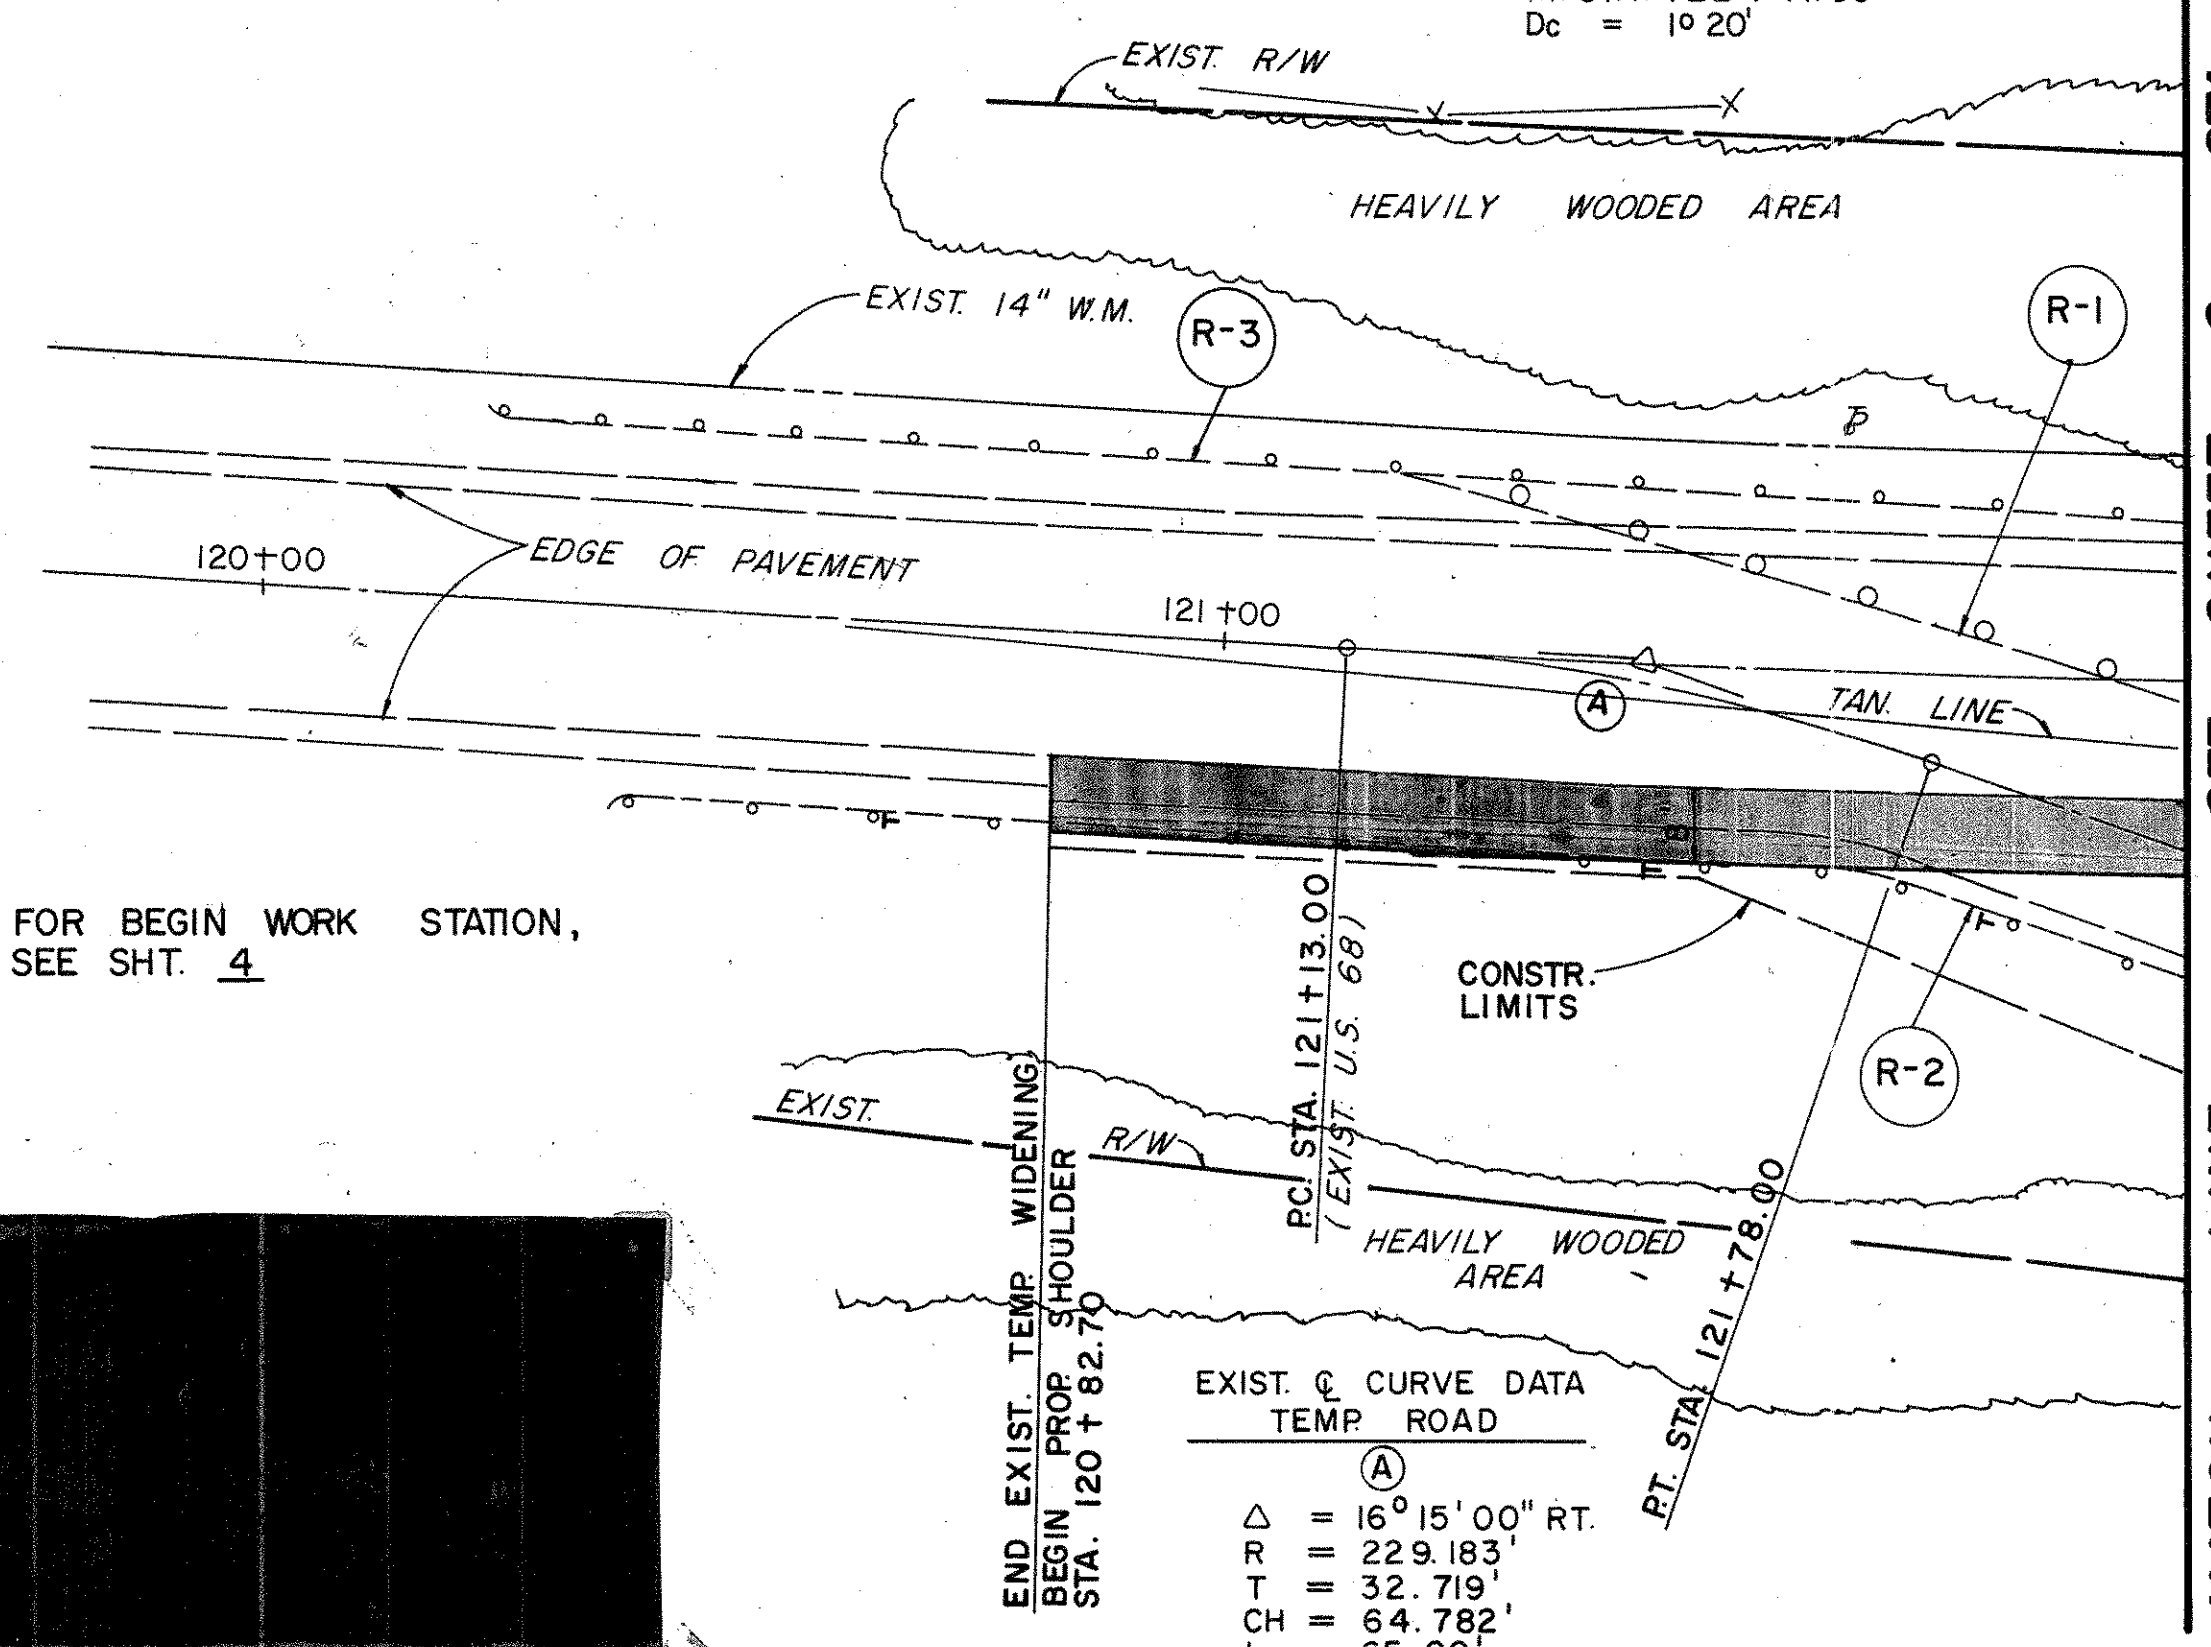 Dc = 1° 20'
EXIST. R/W
HEAVILY WOODED AREA
EXIST. 14" W.M.
R-3
R-1
120+00
EDGE OF PAVEMENT
121+00
A
TAN. LINE
B
T
T
T
FOR BEGIN WORK STATION,
SEE SHT. 4
CONSTR.
LIMITS
R-2
P.C. STA. 121+13.00
(EXIST. U.S. 68)
P.T. STA. 121+78.00
EXIST. R/W
HEAVILY WOODED
AREA
END EXIST. TEMP. WIDENING
BEGIN PROP. SHOULDER
STA. 120+82.70
EXIST. ℄ CURVE DATA
TEMP. ROAD
A
△ = 16° 15' 00" RT.
R = 229.183'
T = 32.719'
CH = 64.782'